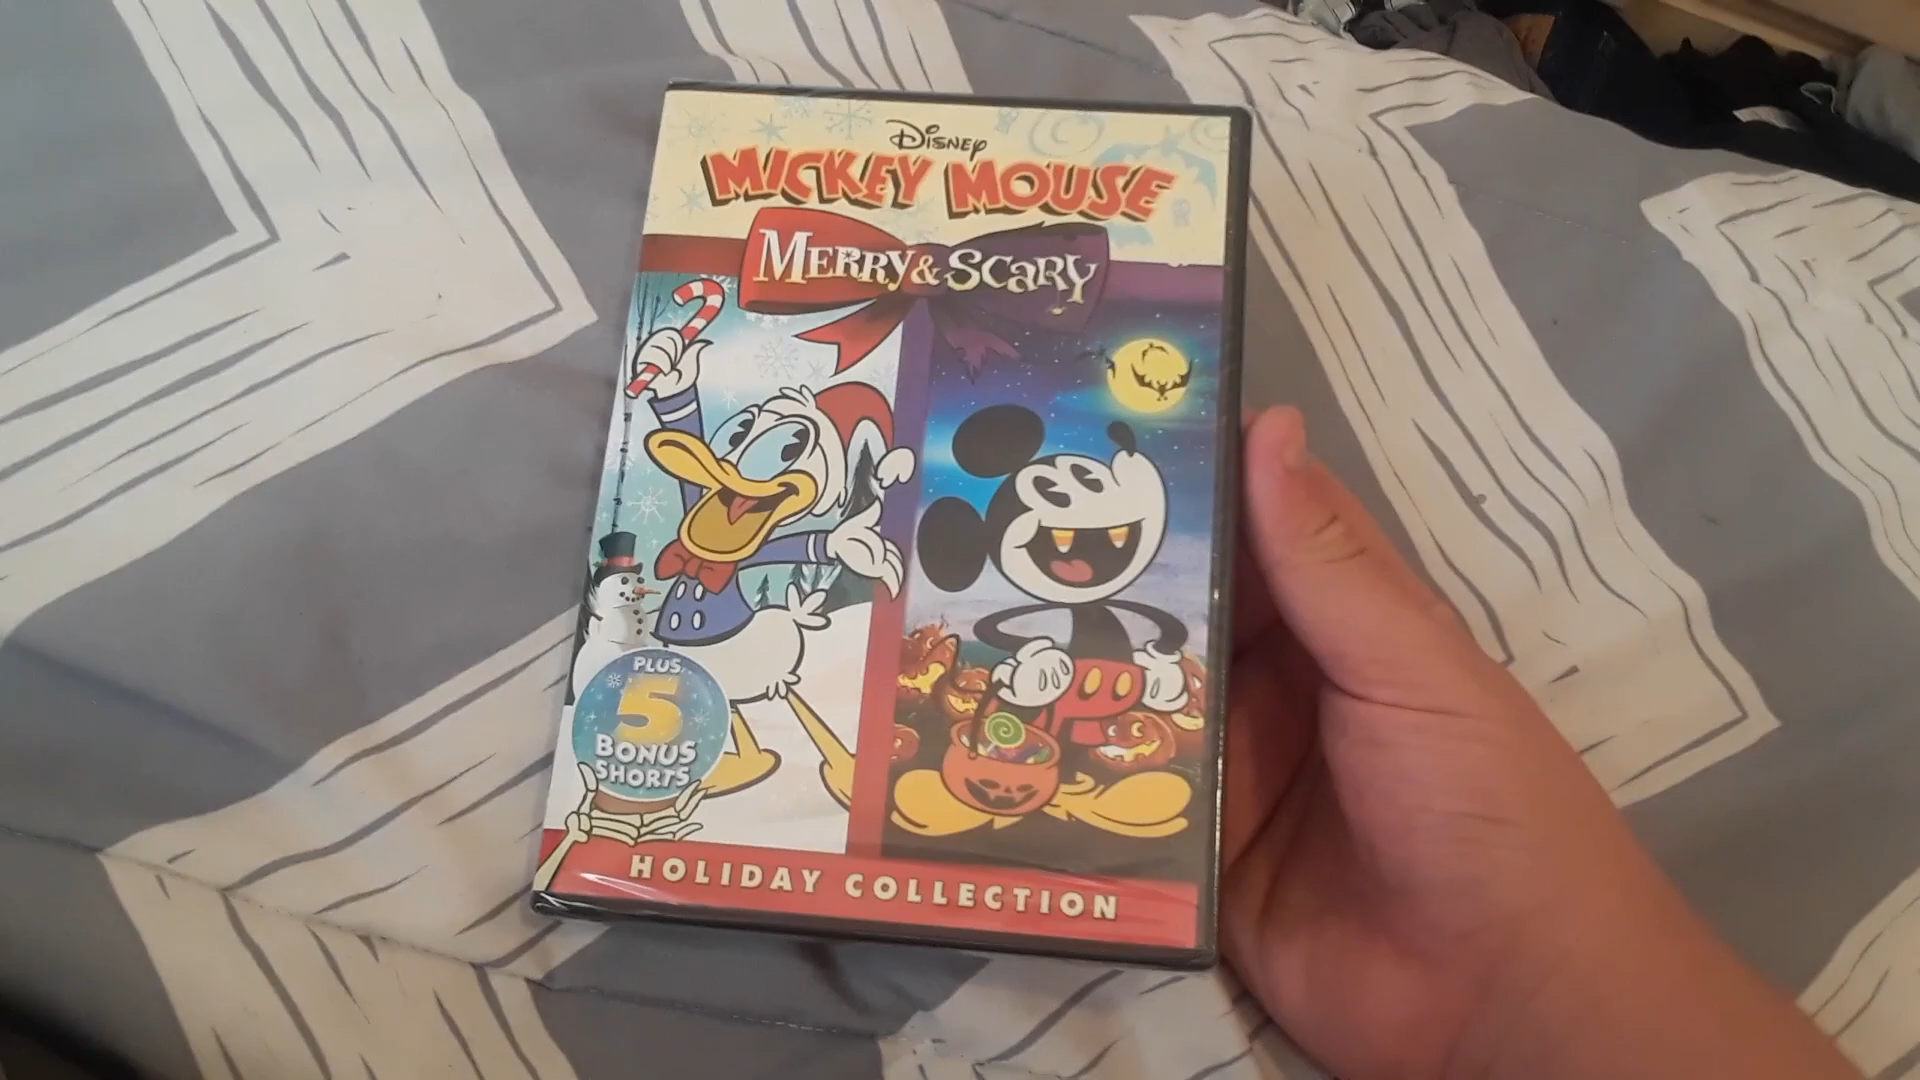 Disney
MICKEY MOUSE
MERRY & SCARY
PLUS
5
BONUS
SHORTS
HOLIDAY COLLECTION